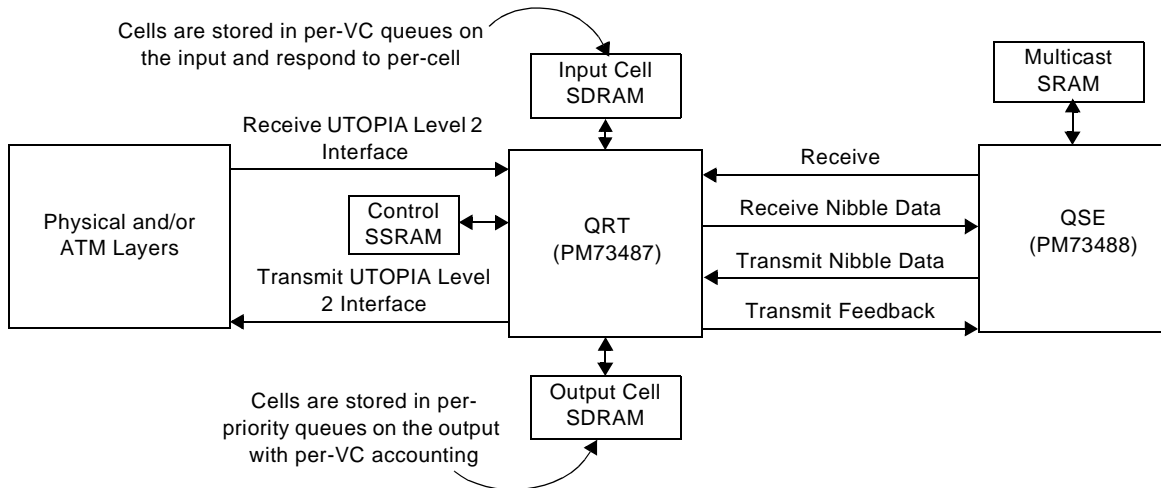 Cells are stored in per-VC queues on
the input and respond to per-cell
Input Cell
SDRAM
Multicast
SRAM
Receive UTOPIA Level 2
Interface
Receive
Physical and/or
ATM Layers
Control
SSRAM
QRT
(PM73487)
Receive Nibble Data
QSE
(PM73488)
Transmit UTOPIA Level
2 Interface
Transmit Nibble Data
Transmit Feedback
Output Cell
SDRAM
Cells are stored in per-
priority queues on the output
with per-VC accounting